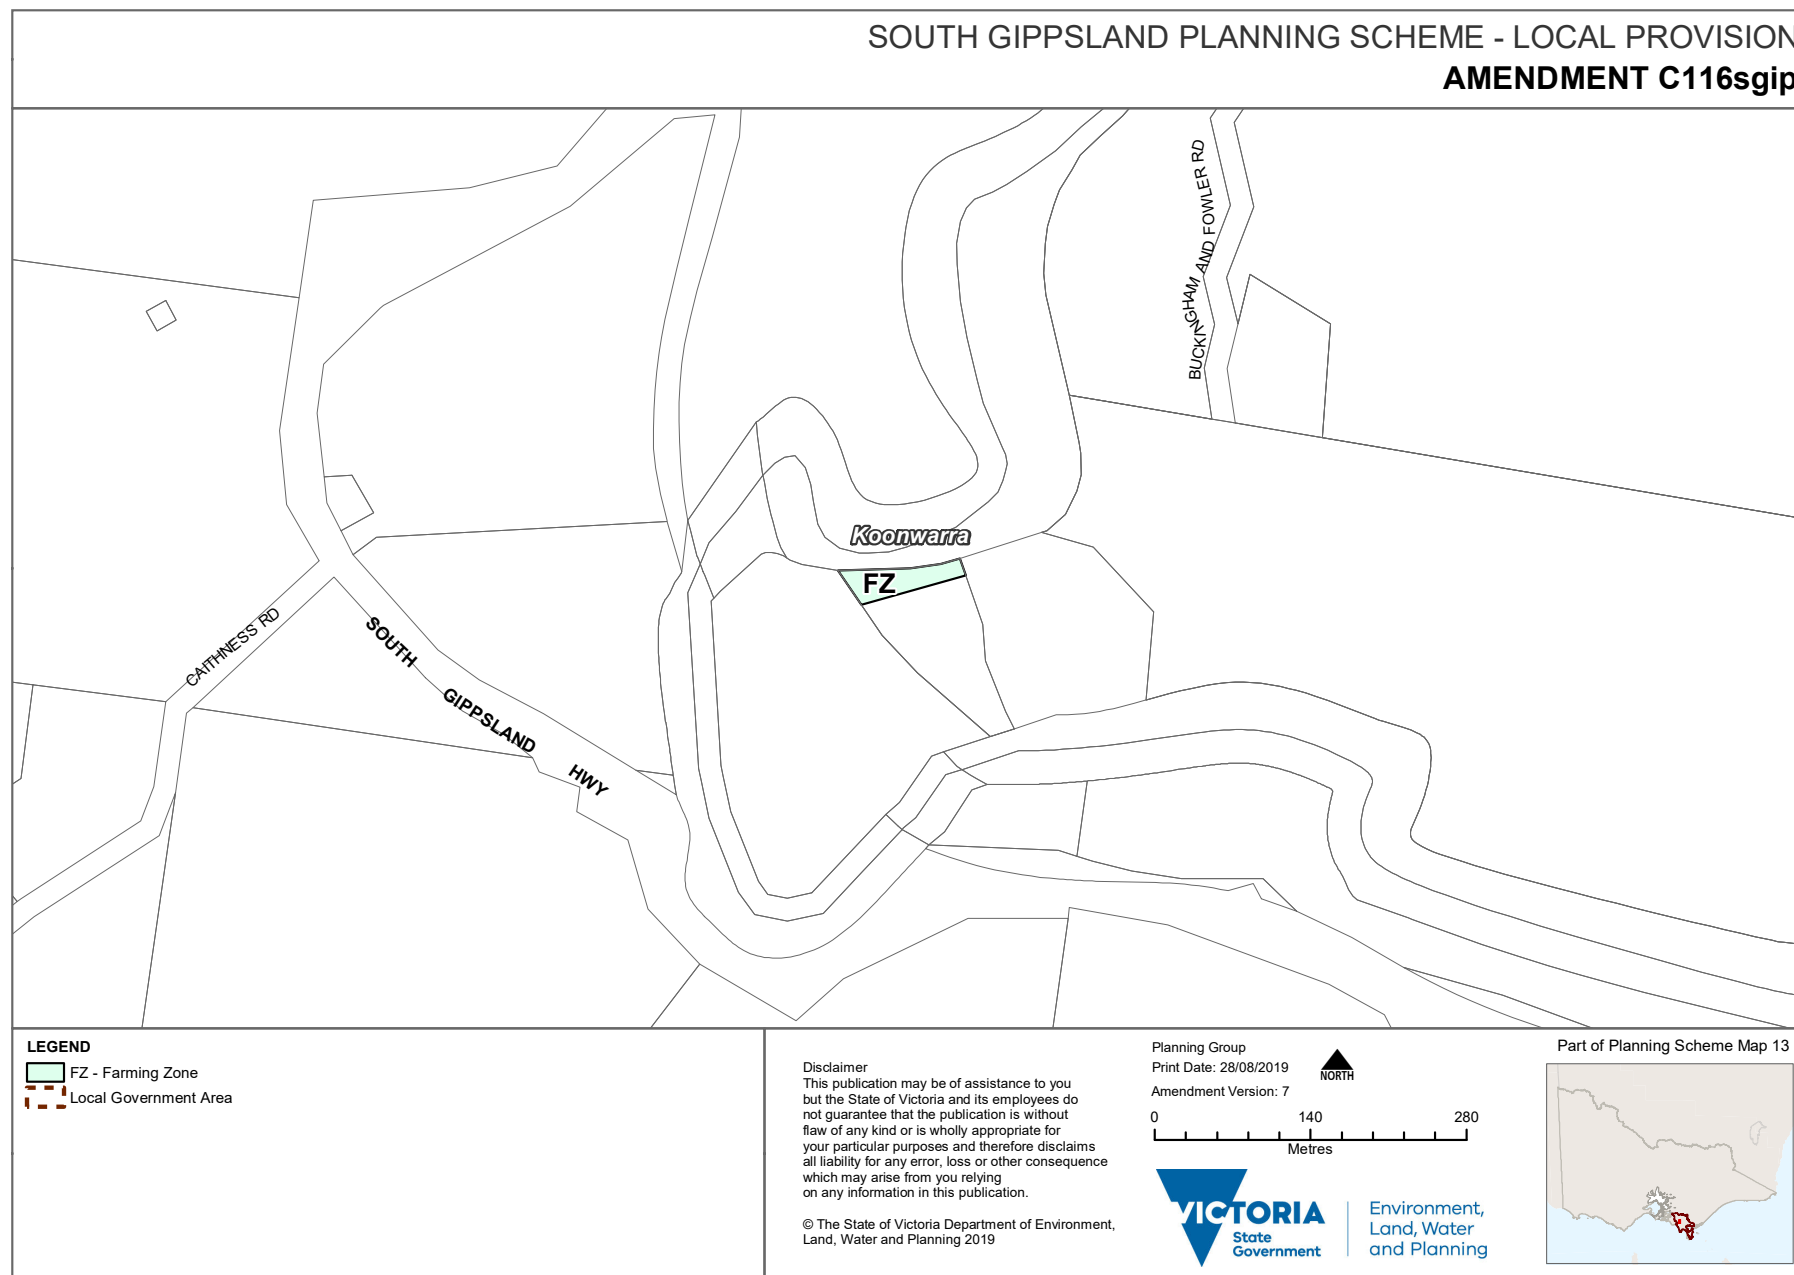 SOUTH GIPPSLAND PLANNING SCHEME - LOCAL PROVISION
AMENDMENT C116sgip
BUCKINGHAM AND FOWLER RD
Koonwarra
FZ
CAITHNESS RD
SOUTH GIPPSLAND HWY
LEGEND
FZ - Farming Zone
Local Government Area
Disclaimer
This publication may be of assistance to you
but the State of Victoria and its employees do
not guarantee that the publication is without
flaw of any kind or is wholly appropriate for
your particular purposes and therefore disclaims
all liability for any error, loss or other consequence
which may arise from you relying
on any information in this publication.
© The State of Victoria Department of Environment,
Land, Water and Planning 2019
Planning Group
Print Date: 28/08/2019
Amendment Version: 7
NORTH
0 140 280
Metres
VICTORIA
State
Government
Environment,
Land, Water
and Planning
Part of Planning Scheme Map 13